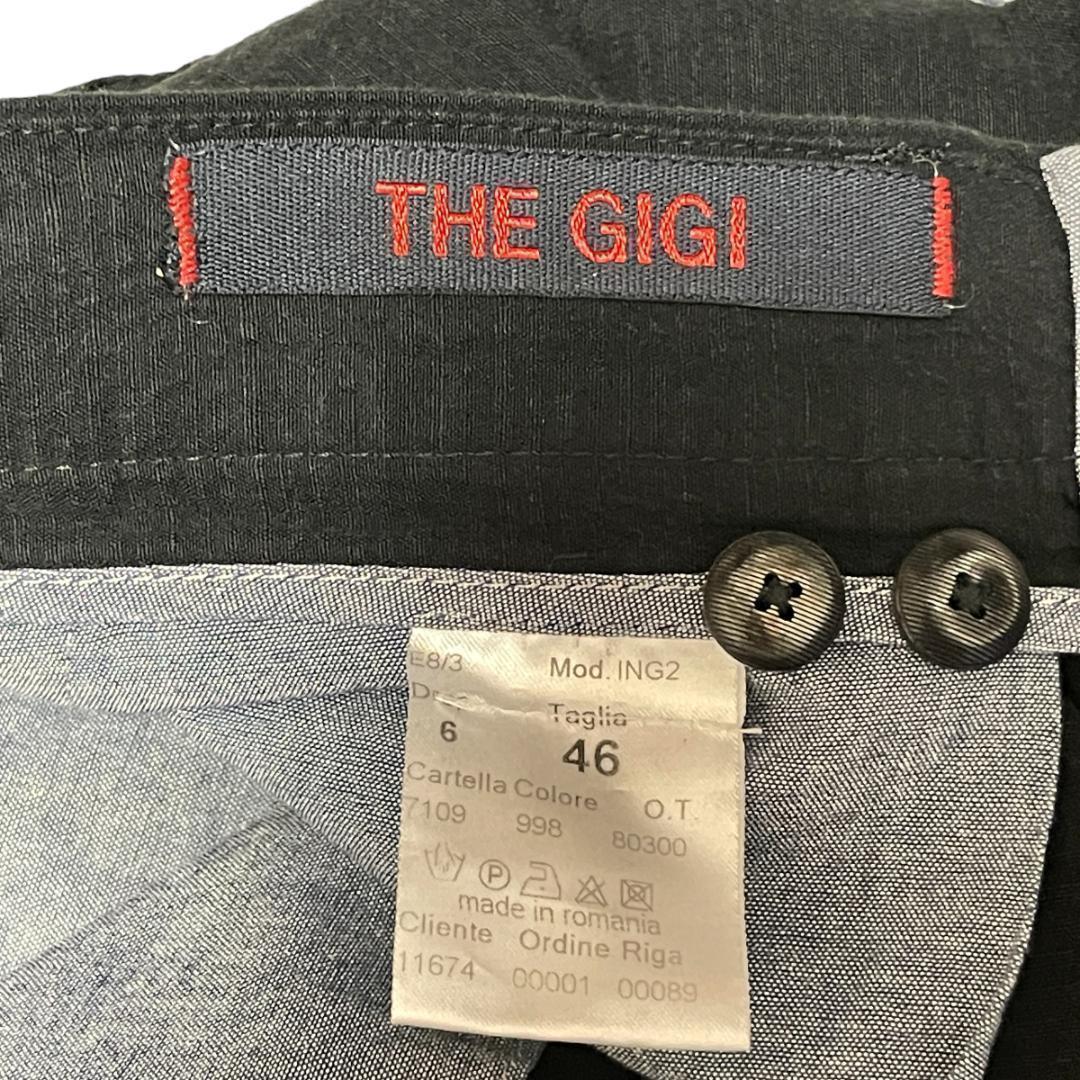 THE GIGI
E8/3 Mod. ING2
Taglia
6 46
Cartella Colore O.T.
7109 998 80300
P
made in romania
Cliente Ordine Riga
11674 00001 00089